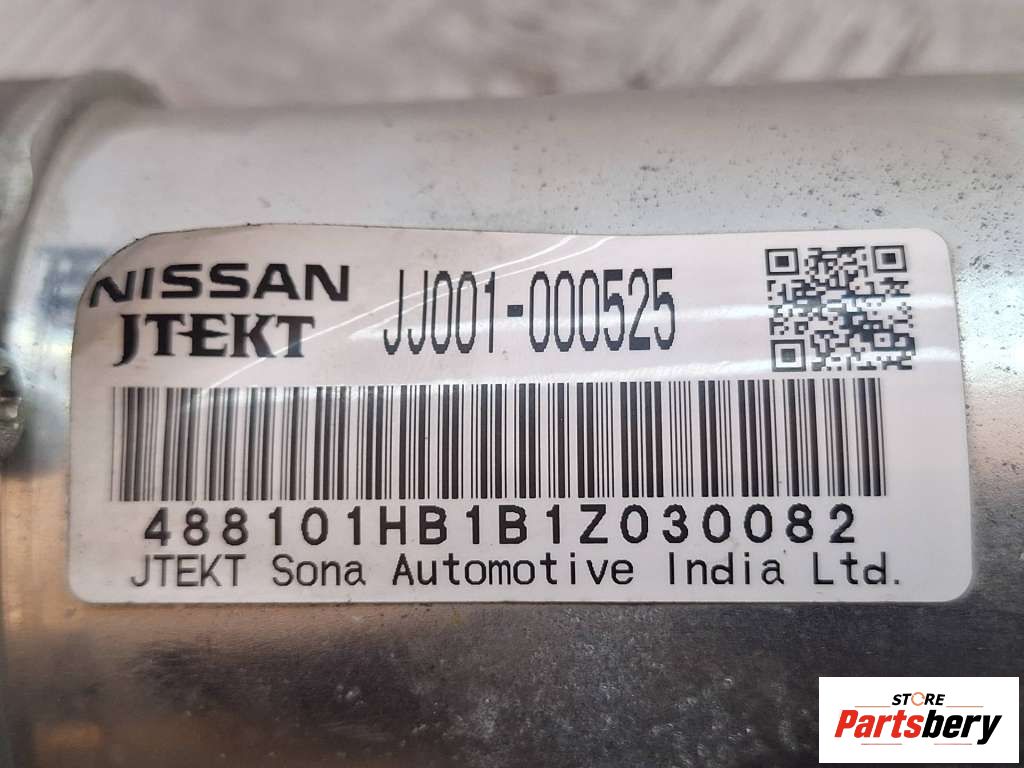 NISSAN JJ001-000525
JTEKT
488101HB1B1Z030082
JTEKT Sona Automotive India Ltd.
STORE
Partsbery